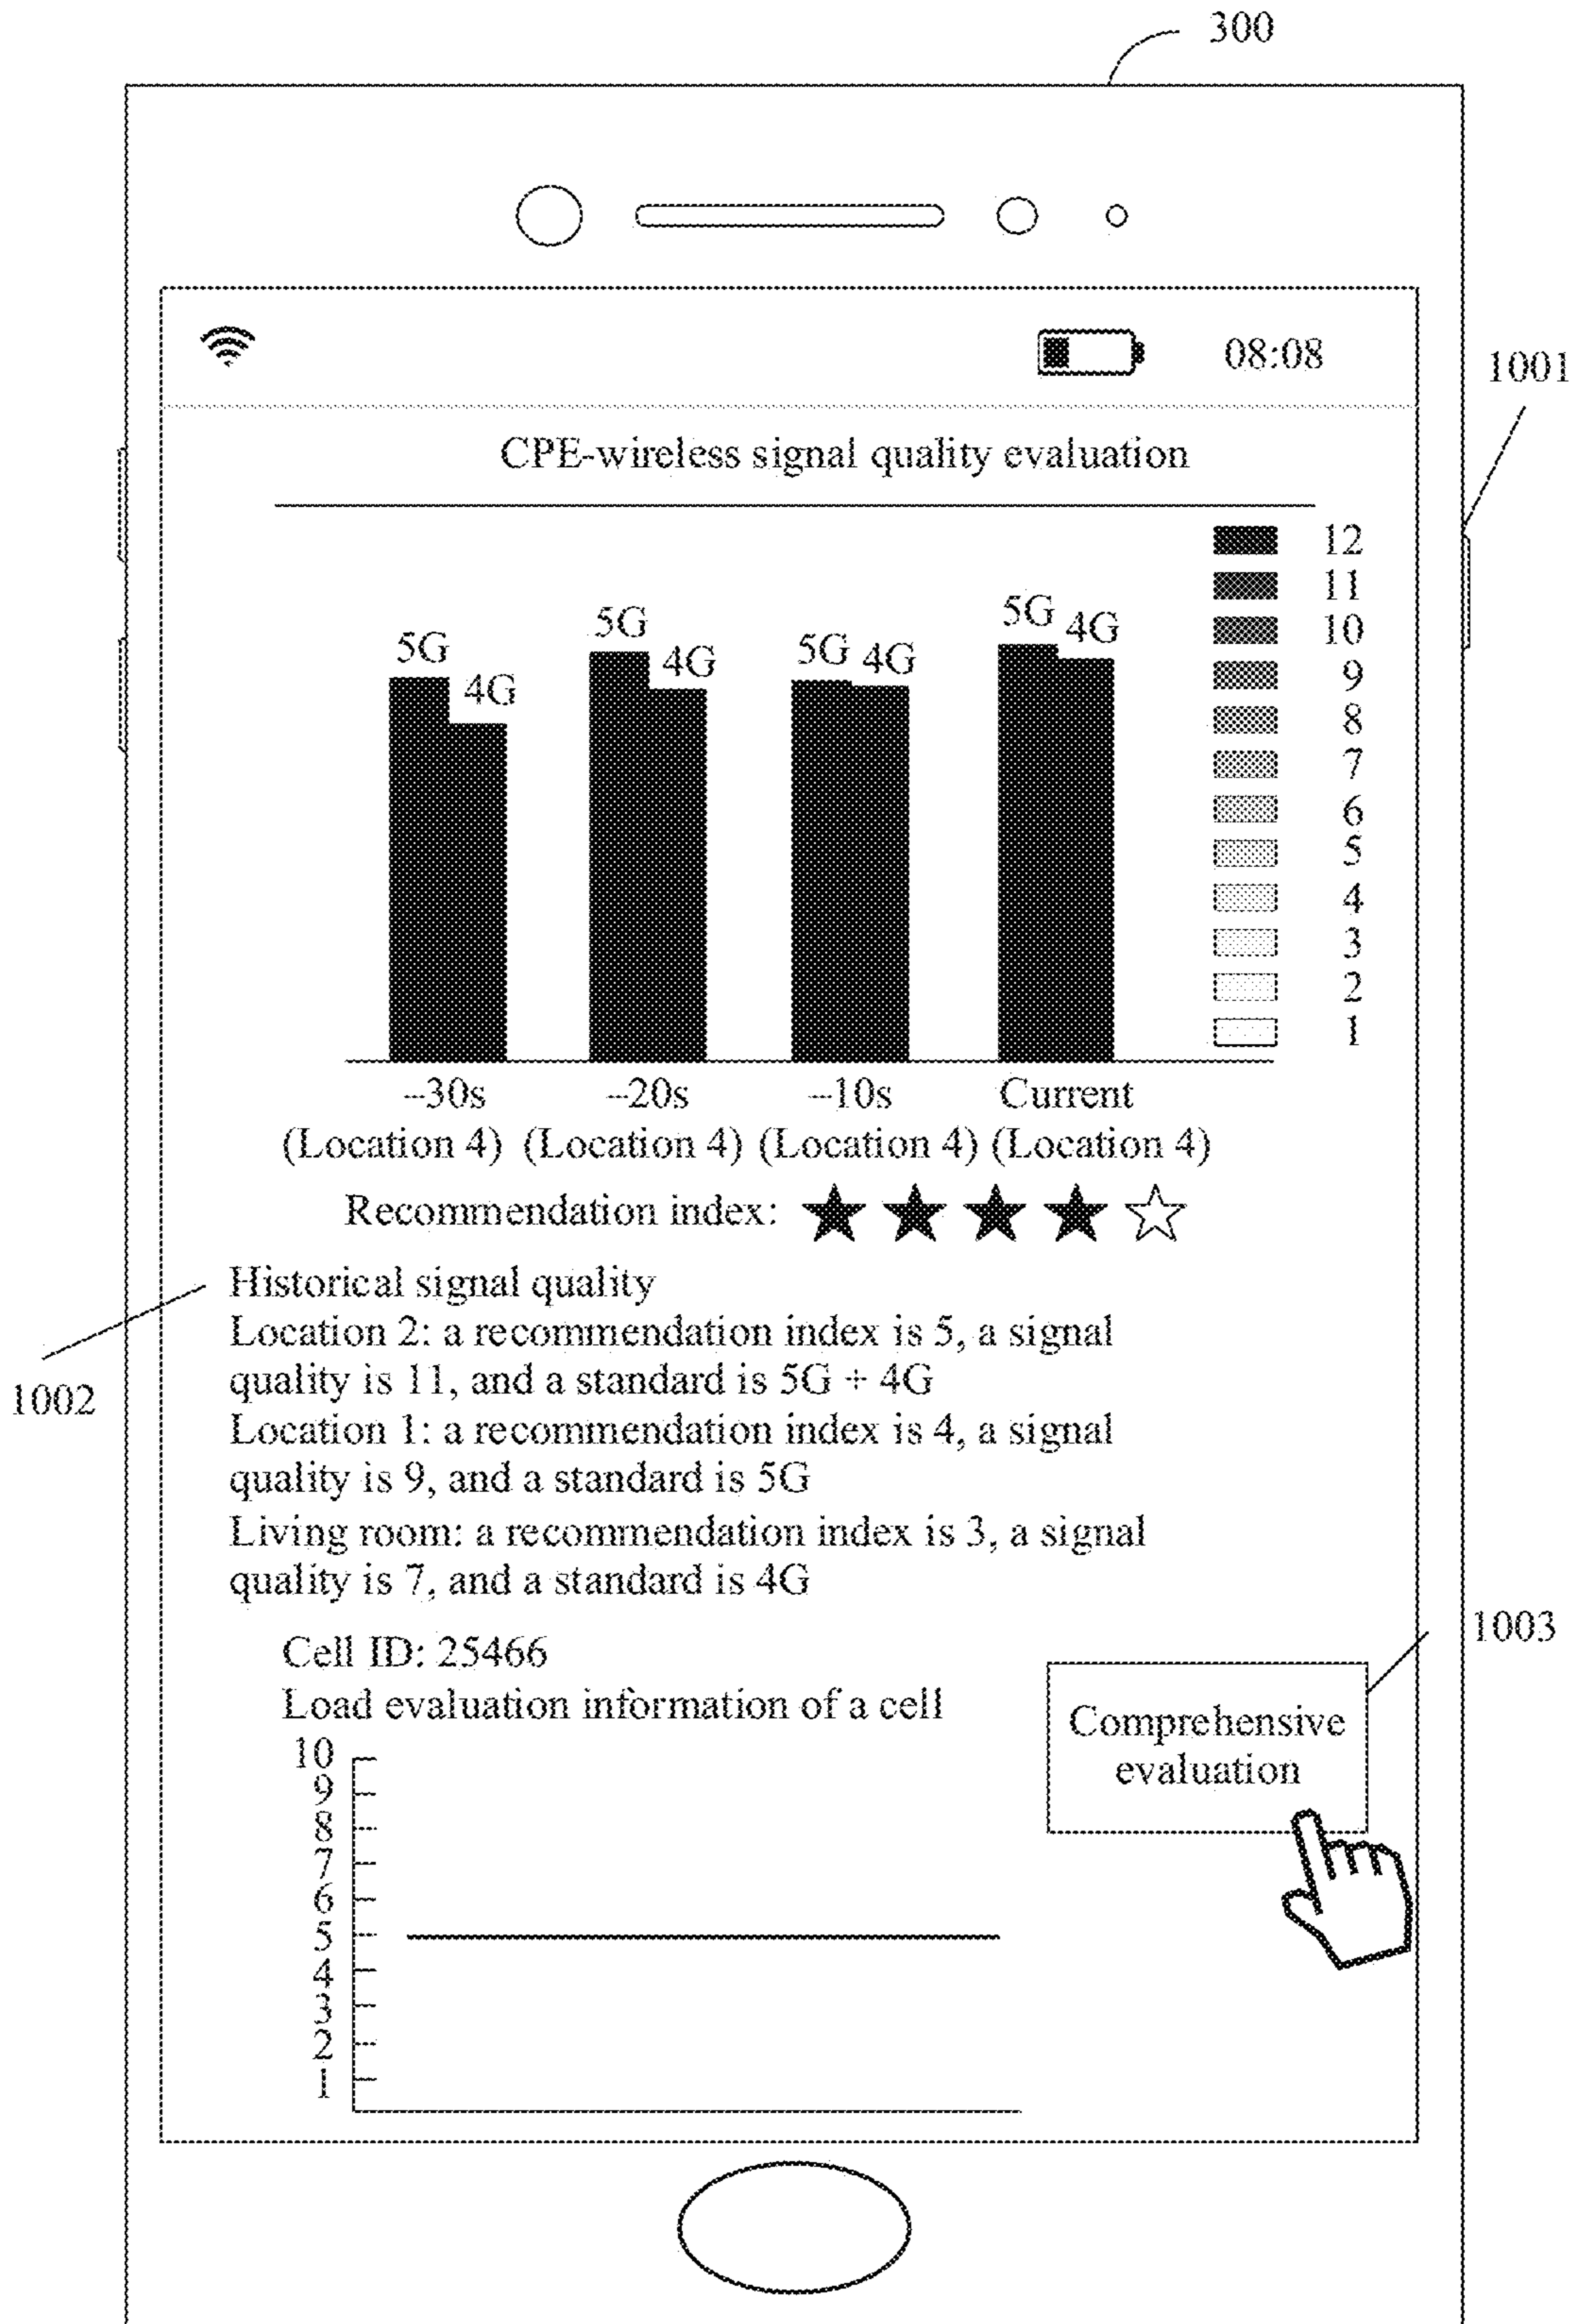 300
08:08
1001
CPE-wireless signal quality evaluation
12
11
10
9
8
7
6
5
4
3
2
1
5G 4G 5G 4G 5G 4G 5G 4G
--30s --20s --10s Current
(Location 4) (Location 4) (Location 4) (Location 4)
Recommendation index:
1002
Historical signal quality
Location 2: a recommendation index is 5, a signal
quality is 11, and a standard is 5G + 4G
Location 1: a recommendation index is 4, a signal
quality is 9, and a standard is 5G
Living room: a recommendation index is 3, a signal
quality is 7, and a standard is 4G
1003
Cell ID: 25466
Load evaluation information of a cell
Comprehensive
evaluation
10
9
8
7
6
5
4
3
2
1